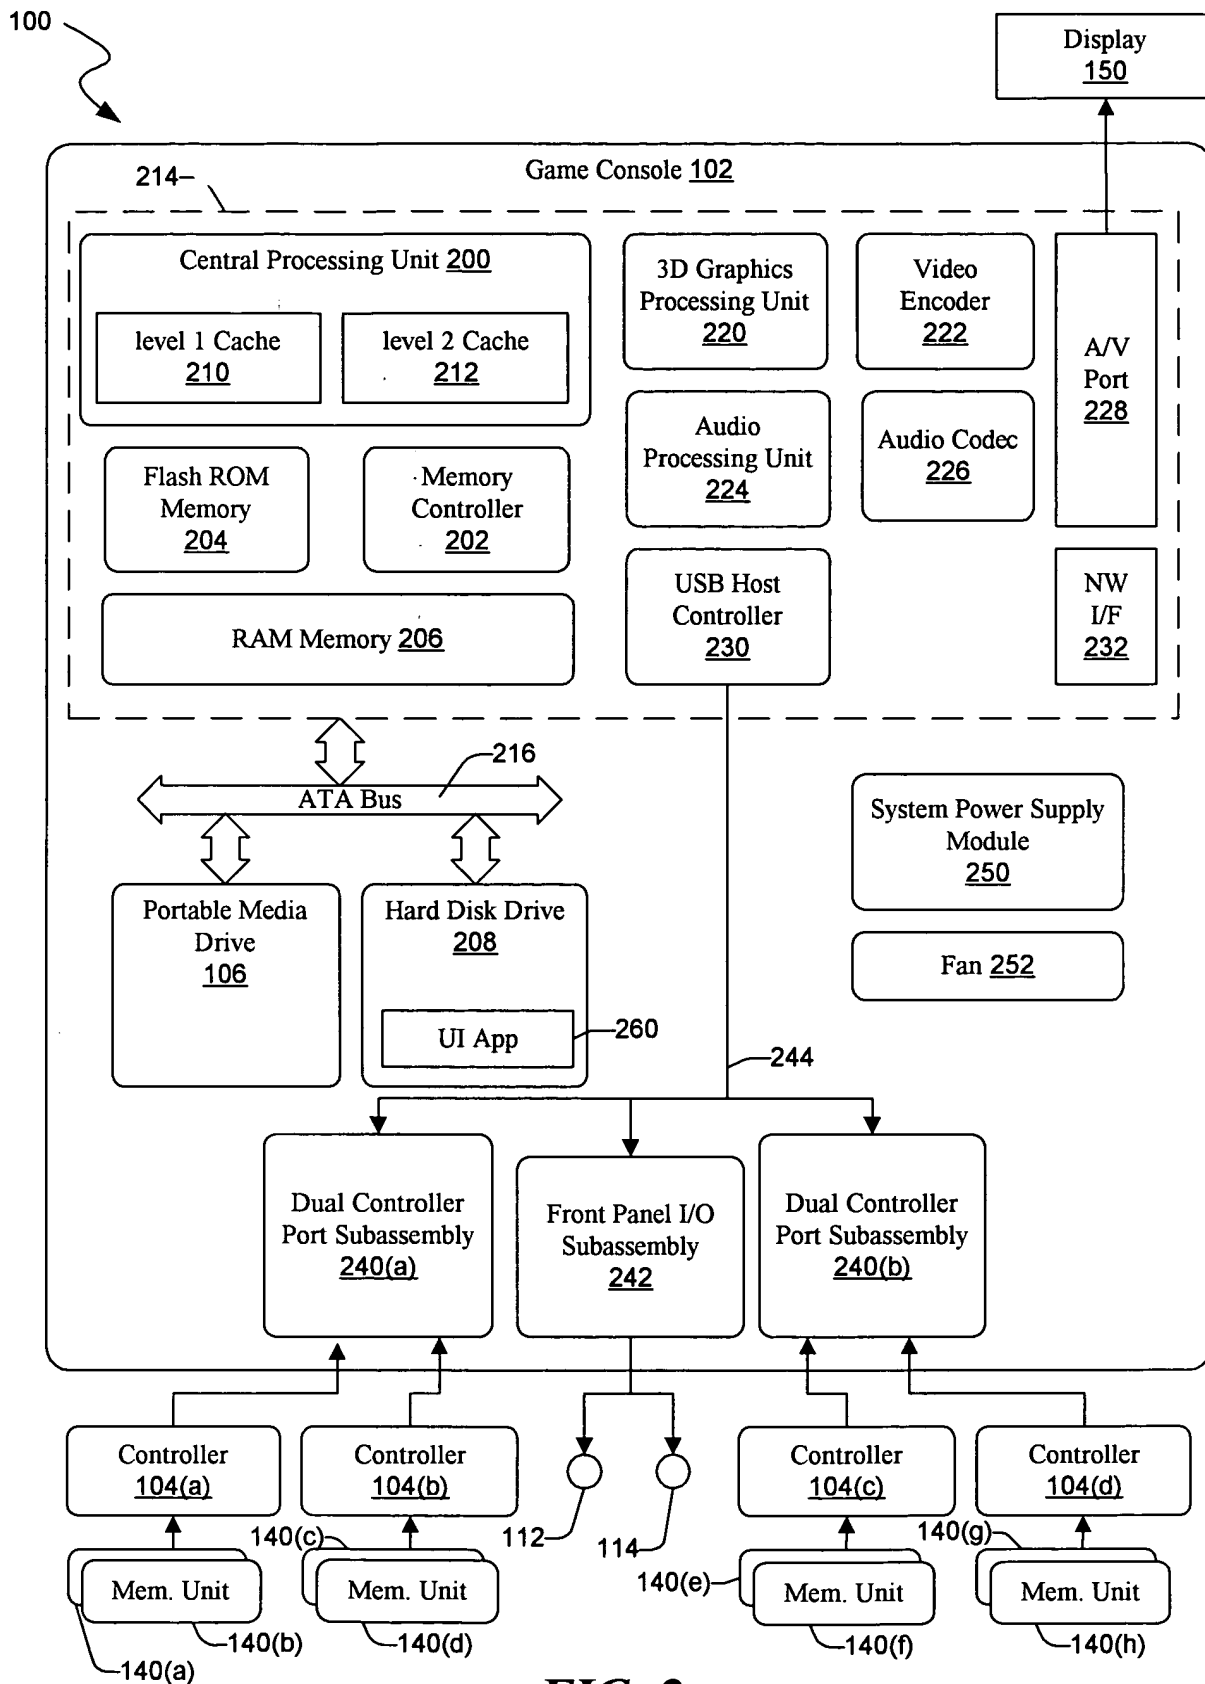 100
Display
150
Game Console 102
214
Central Processing Unit 200
level 1 Cache
210
level 2 Cache
212
3D Graphics
Processing Unit
220
Video
Encoder
222
A/V
Port
228
Flash ROM
Memory
204
Memory
Controller
202
Audio
Processing Unit
224
Audio Codec
226
RAM Memory 206
USB Host
Controller
230
NW
I/F
232
216
ATA Bus
Portable Media
Drive
106
Hard Disk Drive
208
UI App
260
System Power Supply
Module
250
Fan 252
244
Dual Controller
Port Subassembly
240(a)
Front Panel I/O
Subassembly
242
Dual Controller
Port Subassembly
240(b)
Controller
104(a)
Controller
104(b)
112
114
Controller
104(c)
Controller
104(d)
Mem. Unit
140(a)
140(b)
140(c)
Mem. Unit
140(d)
140(e)
Mem. Unit
140(f)
140(g)
Mem. Unit
140(h)